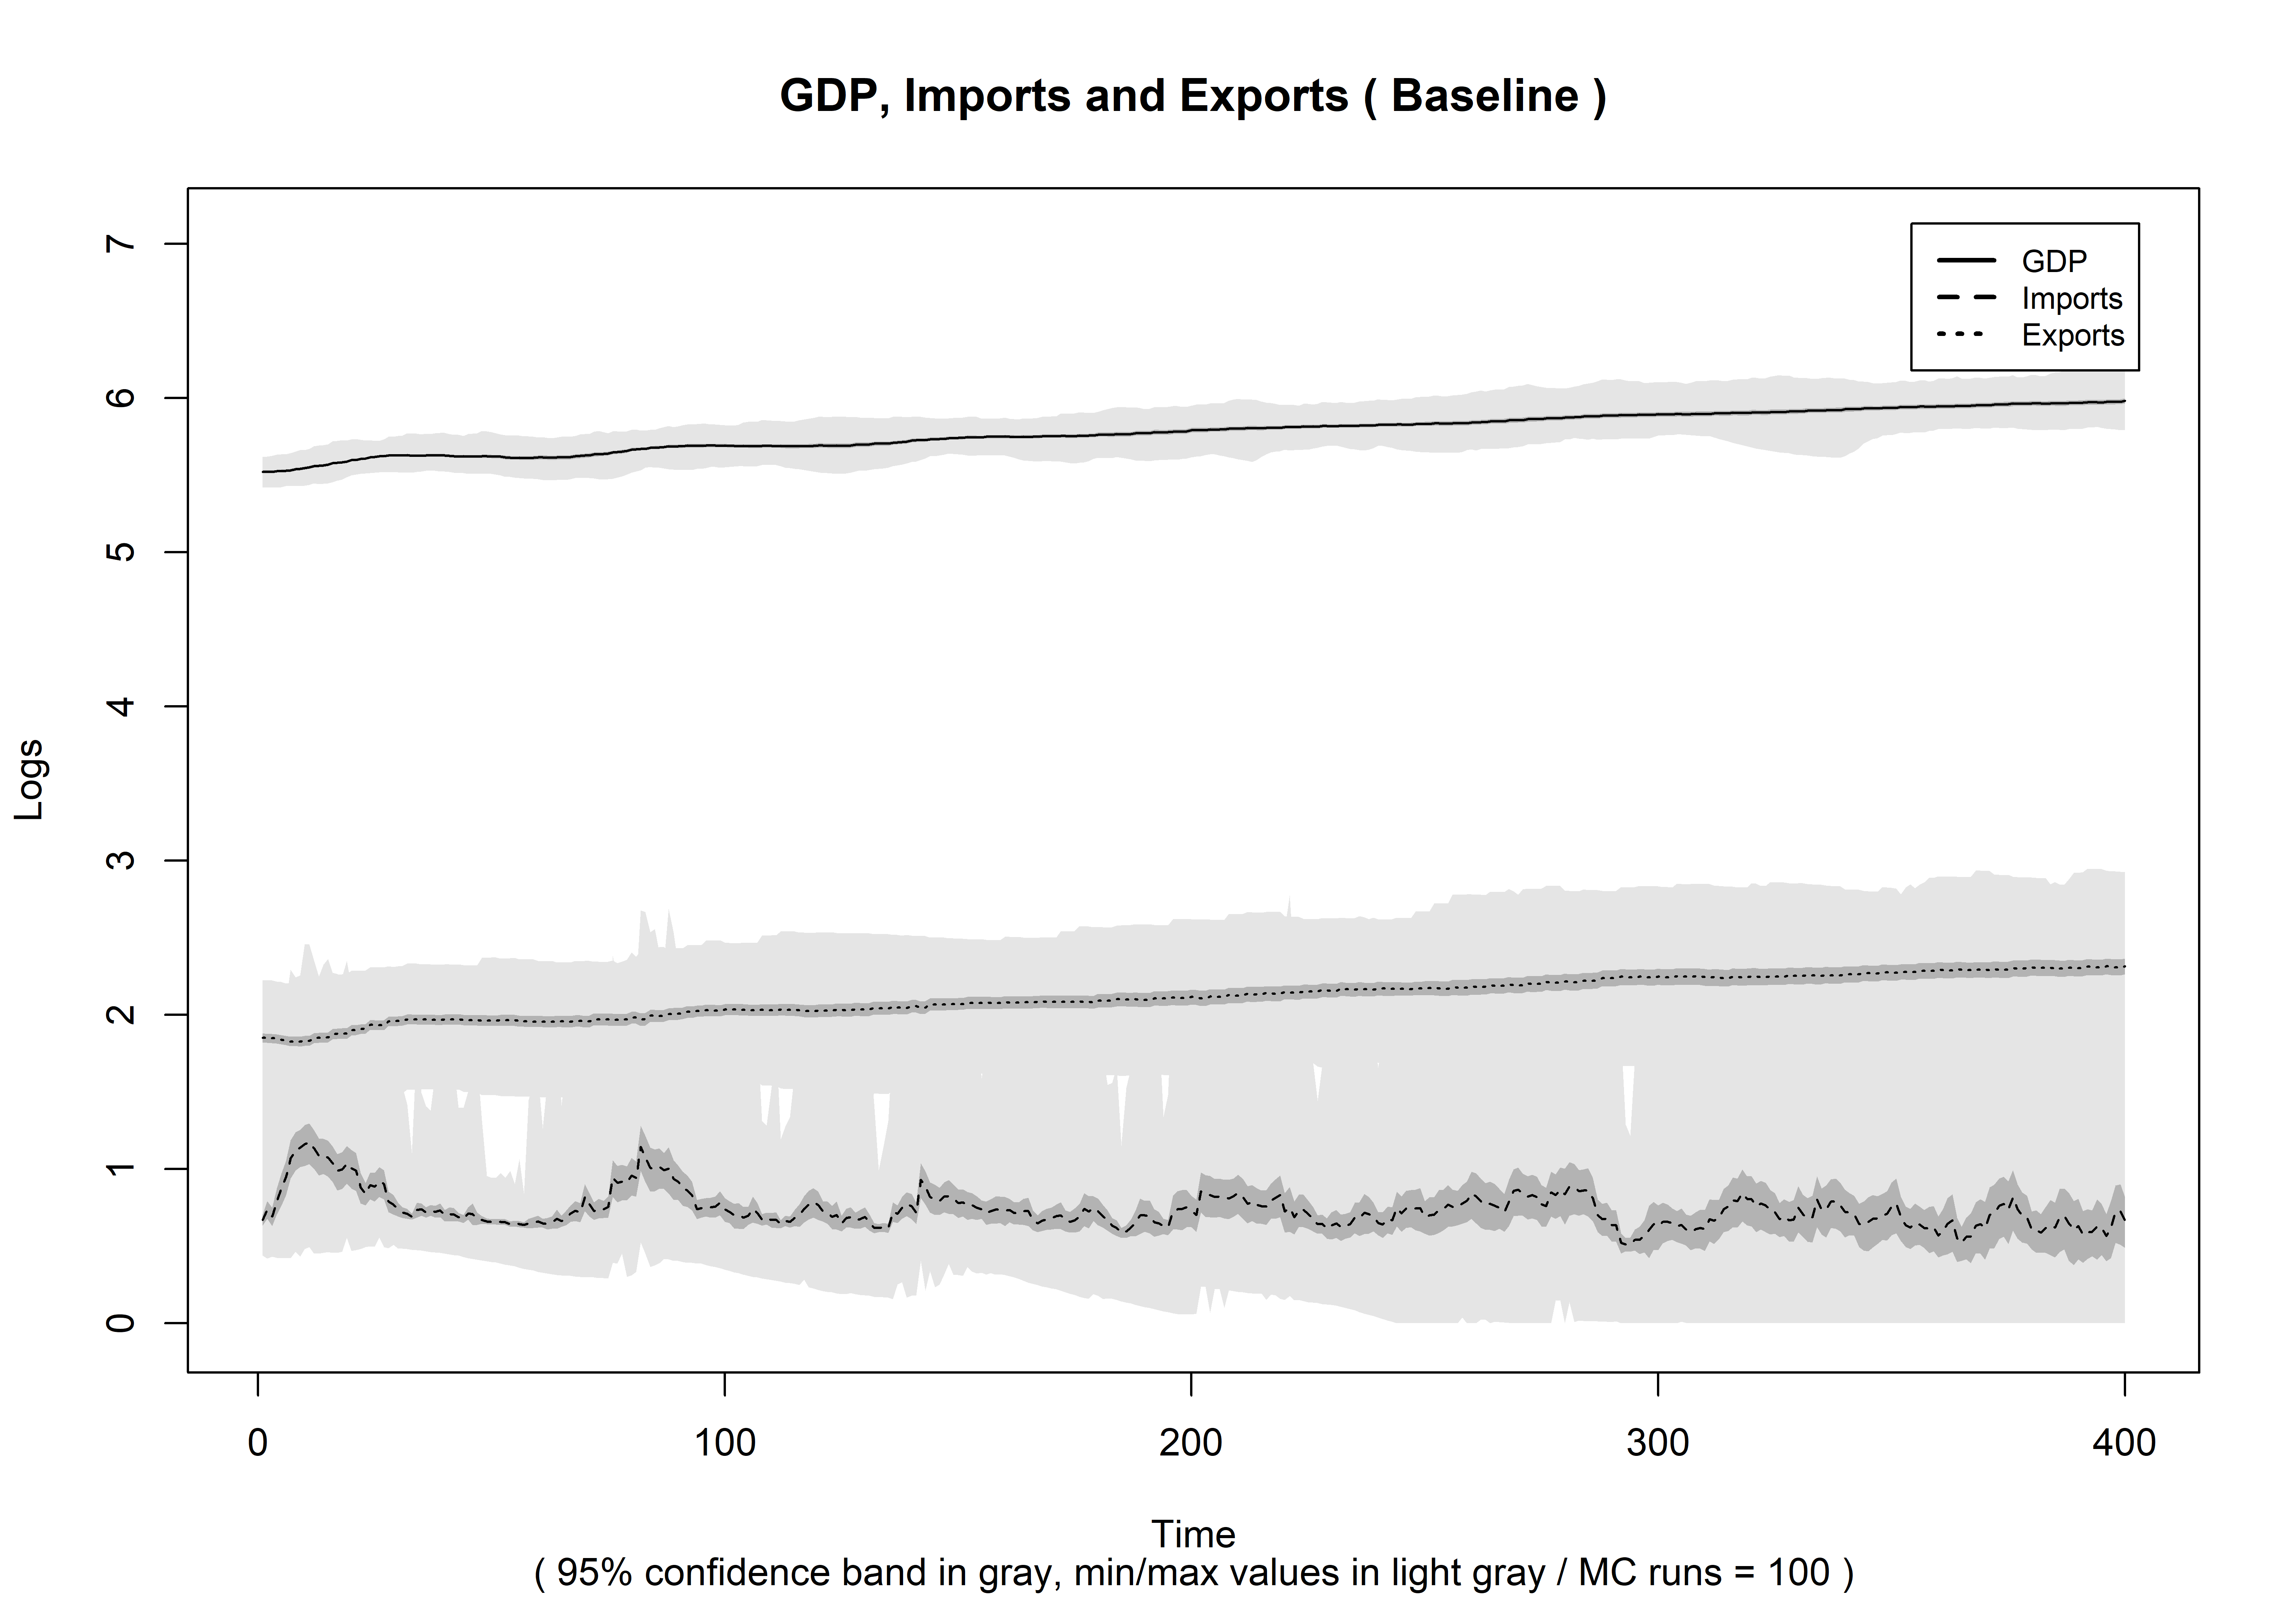 GDP, Imports and Exports ( Baseline )
7
6
5
4
3
2
1
0
Logs
GDP
Imports
Exports
0 100 200 300 400
Time
( 95% confidence band in gray, min/max values in light gray / MC runs = 100 )